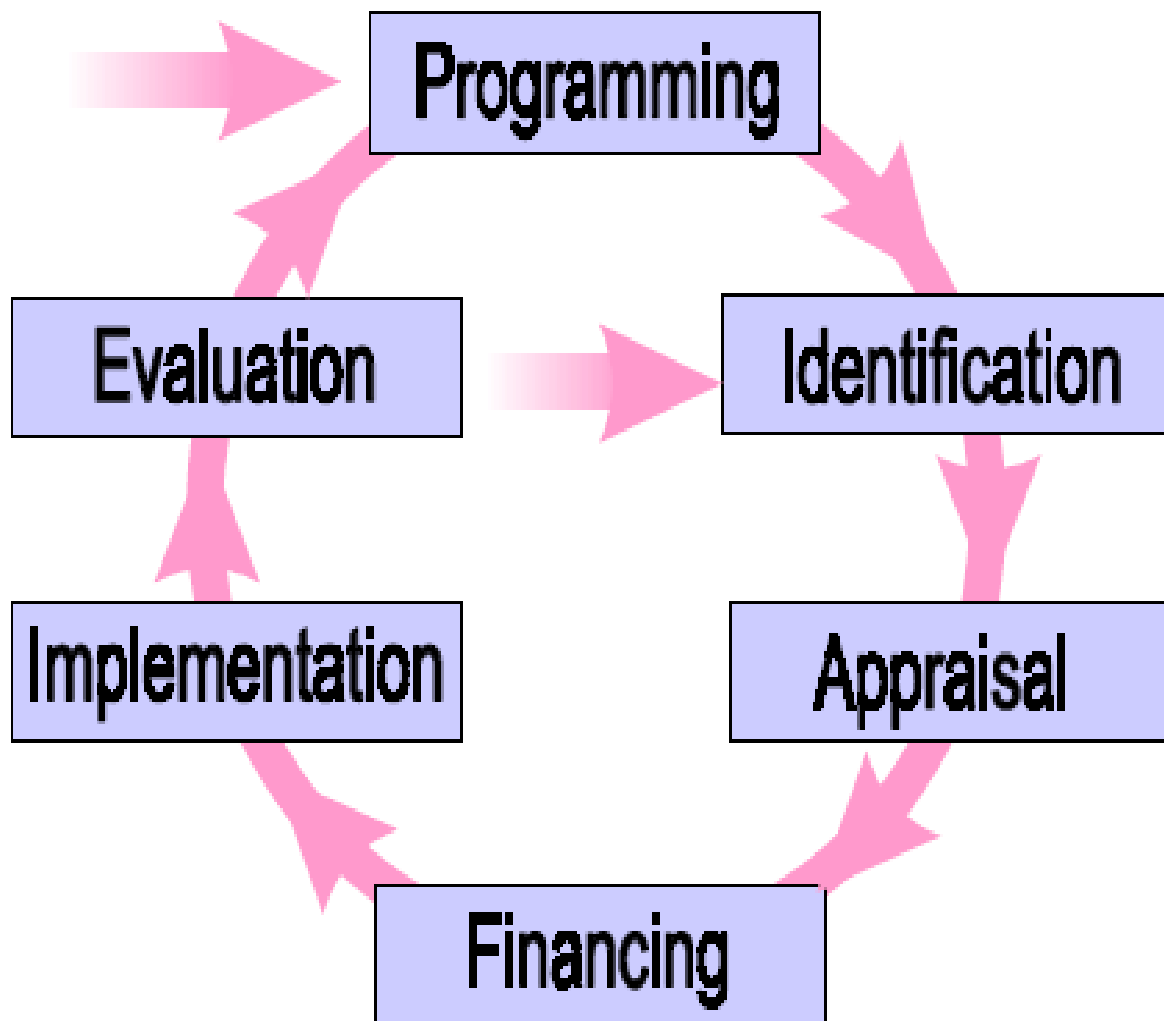 Programming
Evaluation
Identification
Implementation
Appraisal
Financing